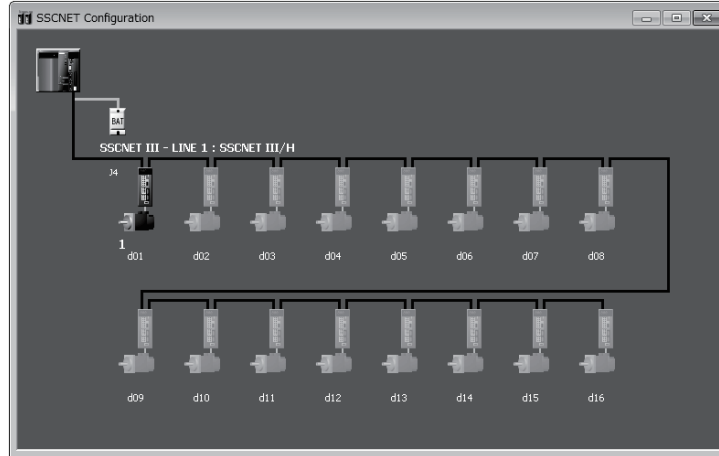 SSCNET Configuration
BAT
SSCNET III - LINE 1 : SSCNET III/H
J4
1
d01 d02 d03 d04 d05 d06 d07 d08
d09 d10 d11 d12 d13 d14 d15 d16